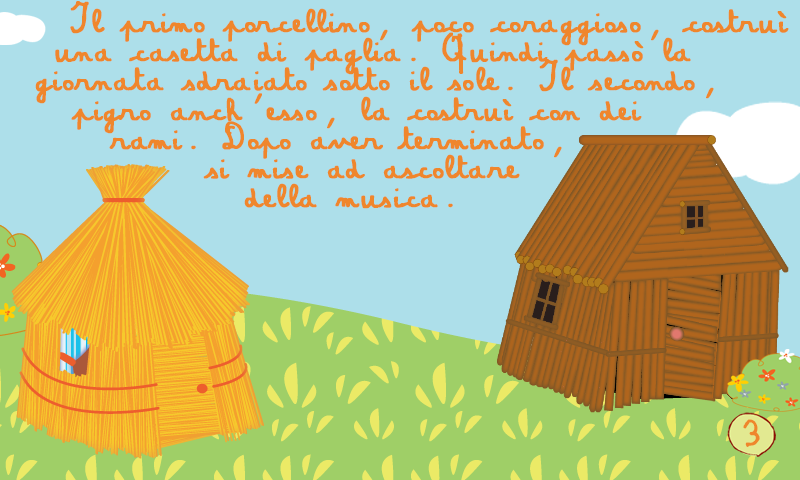 Il primo porcellino, poco coraggioso, costruì
una casetta di paglia. Quindi passò la
giornata sdraiato sotto il sole. Il secondo,
pigro anch'esso, la costruì con dei
rami. Dopo aver terminato,
si mise ad ascoltare
della musica.
3